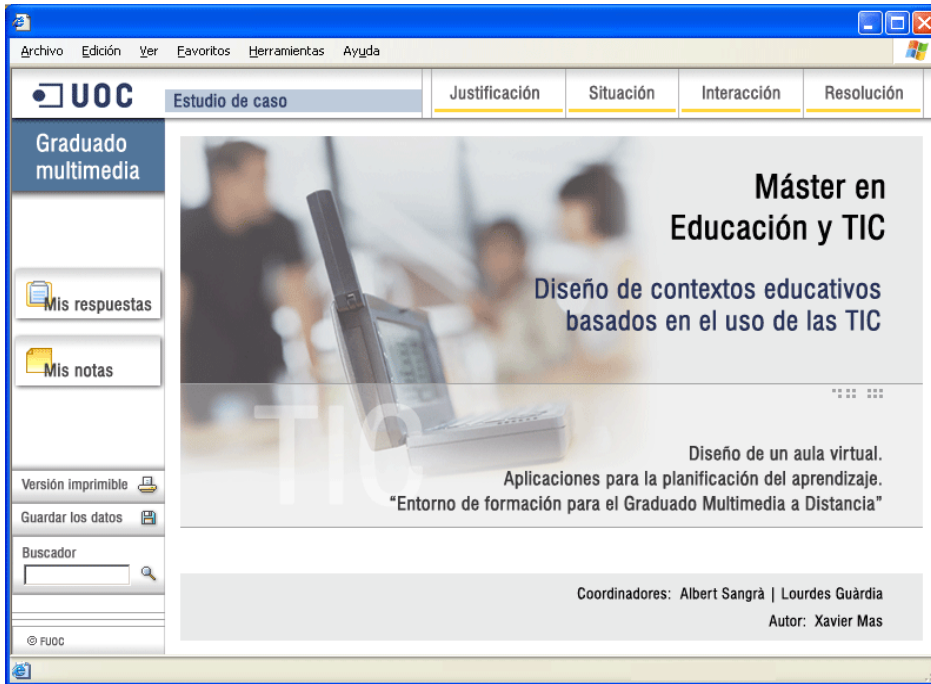 Archivo Edición Ver Favoritos Herramientas Ayuda
UOC
Estudio de caso
Justificación
Situación
Interacción
Resolución
Graduado
multimedia
Mis respuestas
Mis notas
Versión imprimible
Guardar los datos
Buscador
© FUOC
Máster en
Educación y TIC
Diseño de contextos educativos
basados en el uso de las TIC
TIC
Diseño de un aula virtual.
Aplicaciones para la planificación del aprendizaje.
“Entorno de formación para el Graduado Multimedia a Distancia”
Coordinadores: Albert Sangrà | Lourdes Guàrdia
Autor: Xavier Mas